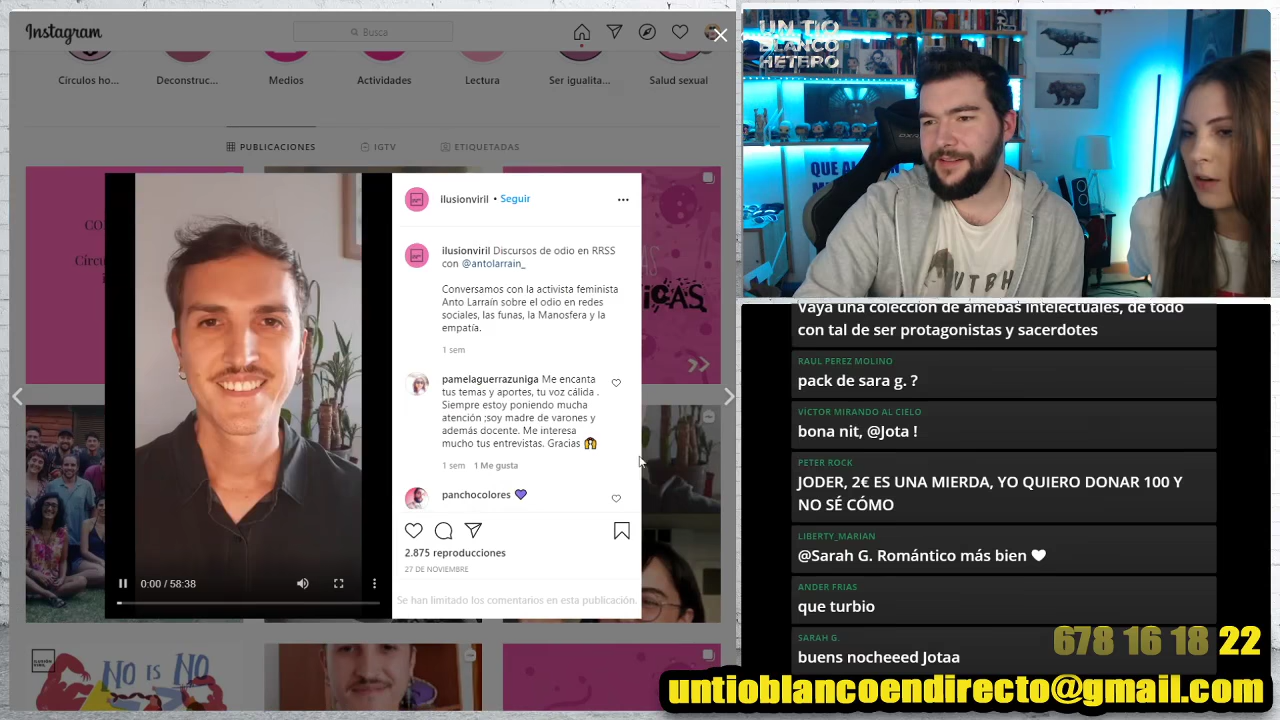 Instagram
Busca
Círculos ho...
Deconstruc...
Medios
Actividades
Lectura
Ser igualita...
Salud sexual
PUBLICACIONES
IGTV
ETIQUETADAS
ilusionviril • Seguir
ilusionviril Discursos de odio en RRSS
con @antolarrain_
Conversamos con la activista feminista
Anto Larraín sobre el odio en redes
sociales, las funas, la Manosfera y la
empatía.
1 sem
pamelaguerrazuniga Me encanta
tus temas y aportes, tu voz cálida .
Siempre estoy poniendo mucha
atención ;soy madre de varones y
además docente. Me interesa
mucho tus entrevistas. Gracias
1 sem 1 Me gusta
panchocolores
2.875 reproducciones
27 DE NOVIEMBRE
Se han limitado los comentarios en esta publicación.
0:00 / 58:38
NO IS NO
UN TIO
BLANCO
HETERO
UTBH
Vaya una colección de amebas intelectuales, de todo
con tal de ser protagonistas y sacerdotes
RAUL PEREZ MOLINO
pack de sara g. ?
VÍCTOR MIRANDO AL CIELO
bona nit, @Jota !
PETER ROCK
JODER, 2€ ES UNA MIERDA, YO QUIERO DONAR 100 Y
NO SÉ CÓMO
LIBERTY_MARIAN
@Sarah G. Romántico más bien
ANDER FRIAS
que turbio
SARAH G.
buens nocheeed Jotaa
678 16 18 22
untioblancoendirecto@gmail.com